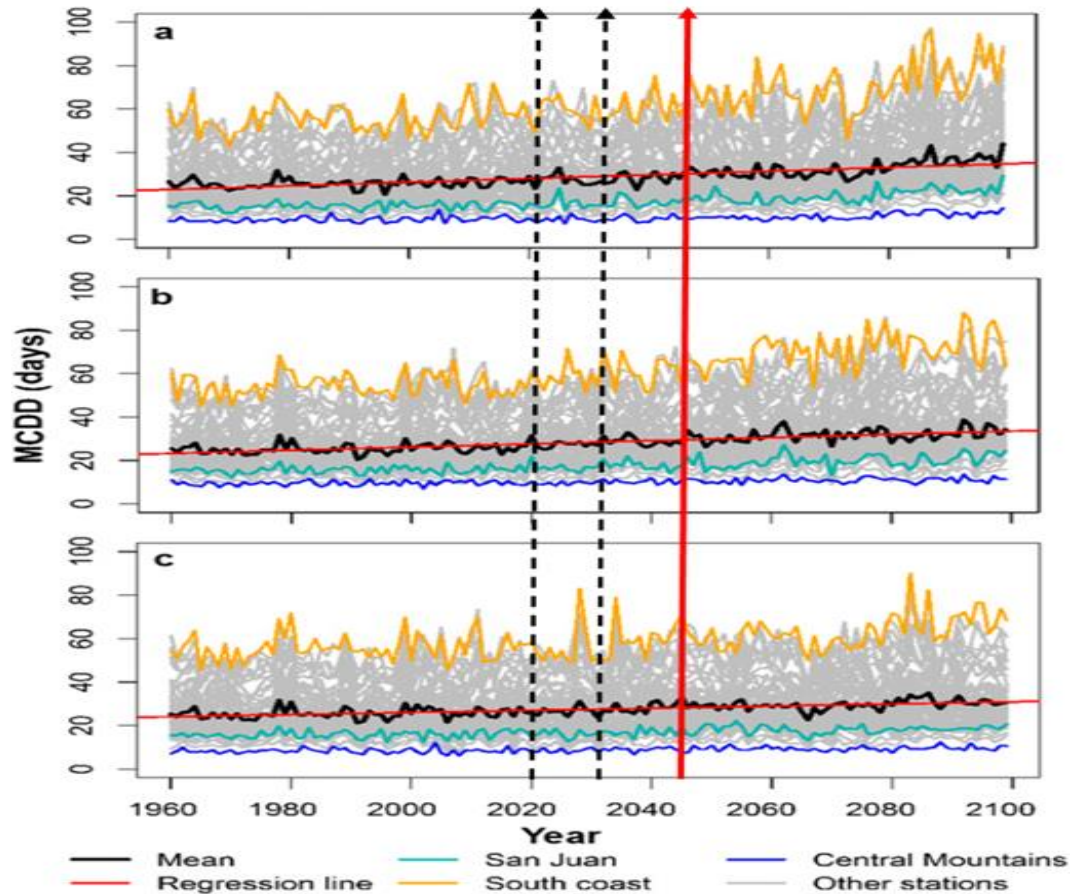 a
100
80
60
40
20
0
b
100
80
60
40
20
0
c
100
80
60
40
20
0
MCDD (days)
1960 1980 2000 2020 2040 2060 2080 2100
Year
Mean San Juan Central Mountains
Regression line South coast Other stations